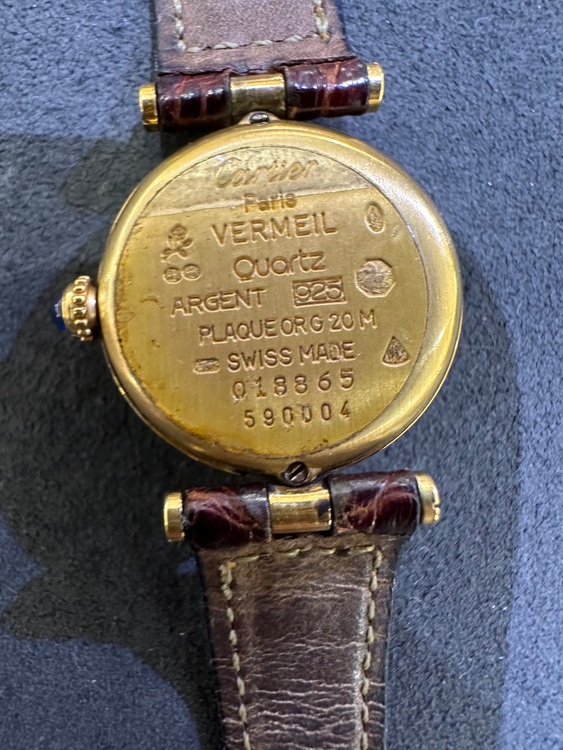 Cartier
Paris
VERMEIL
Quartz
ARGENT 925
PLAQUE OR G 20 M
SWISS MADE
018865
590004